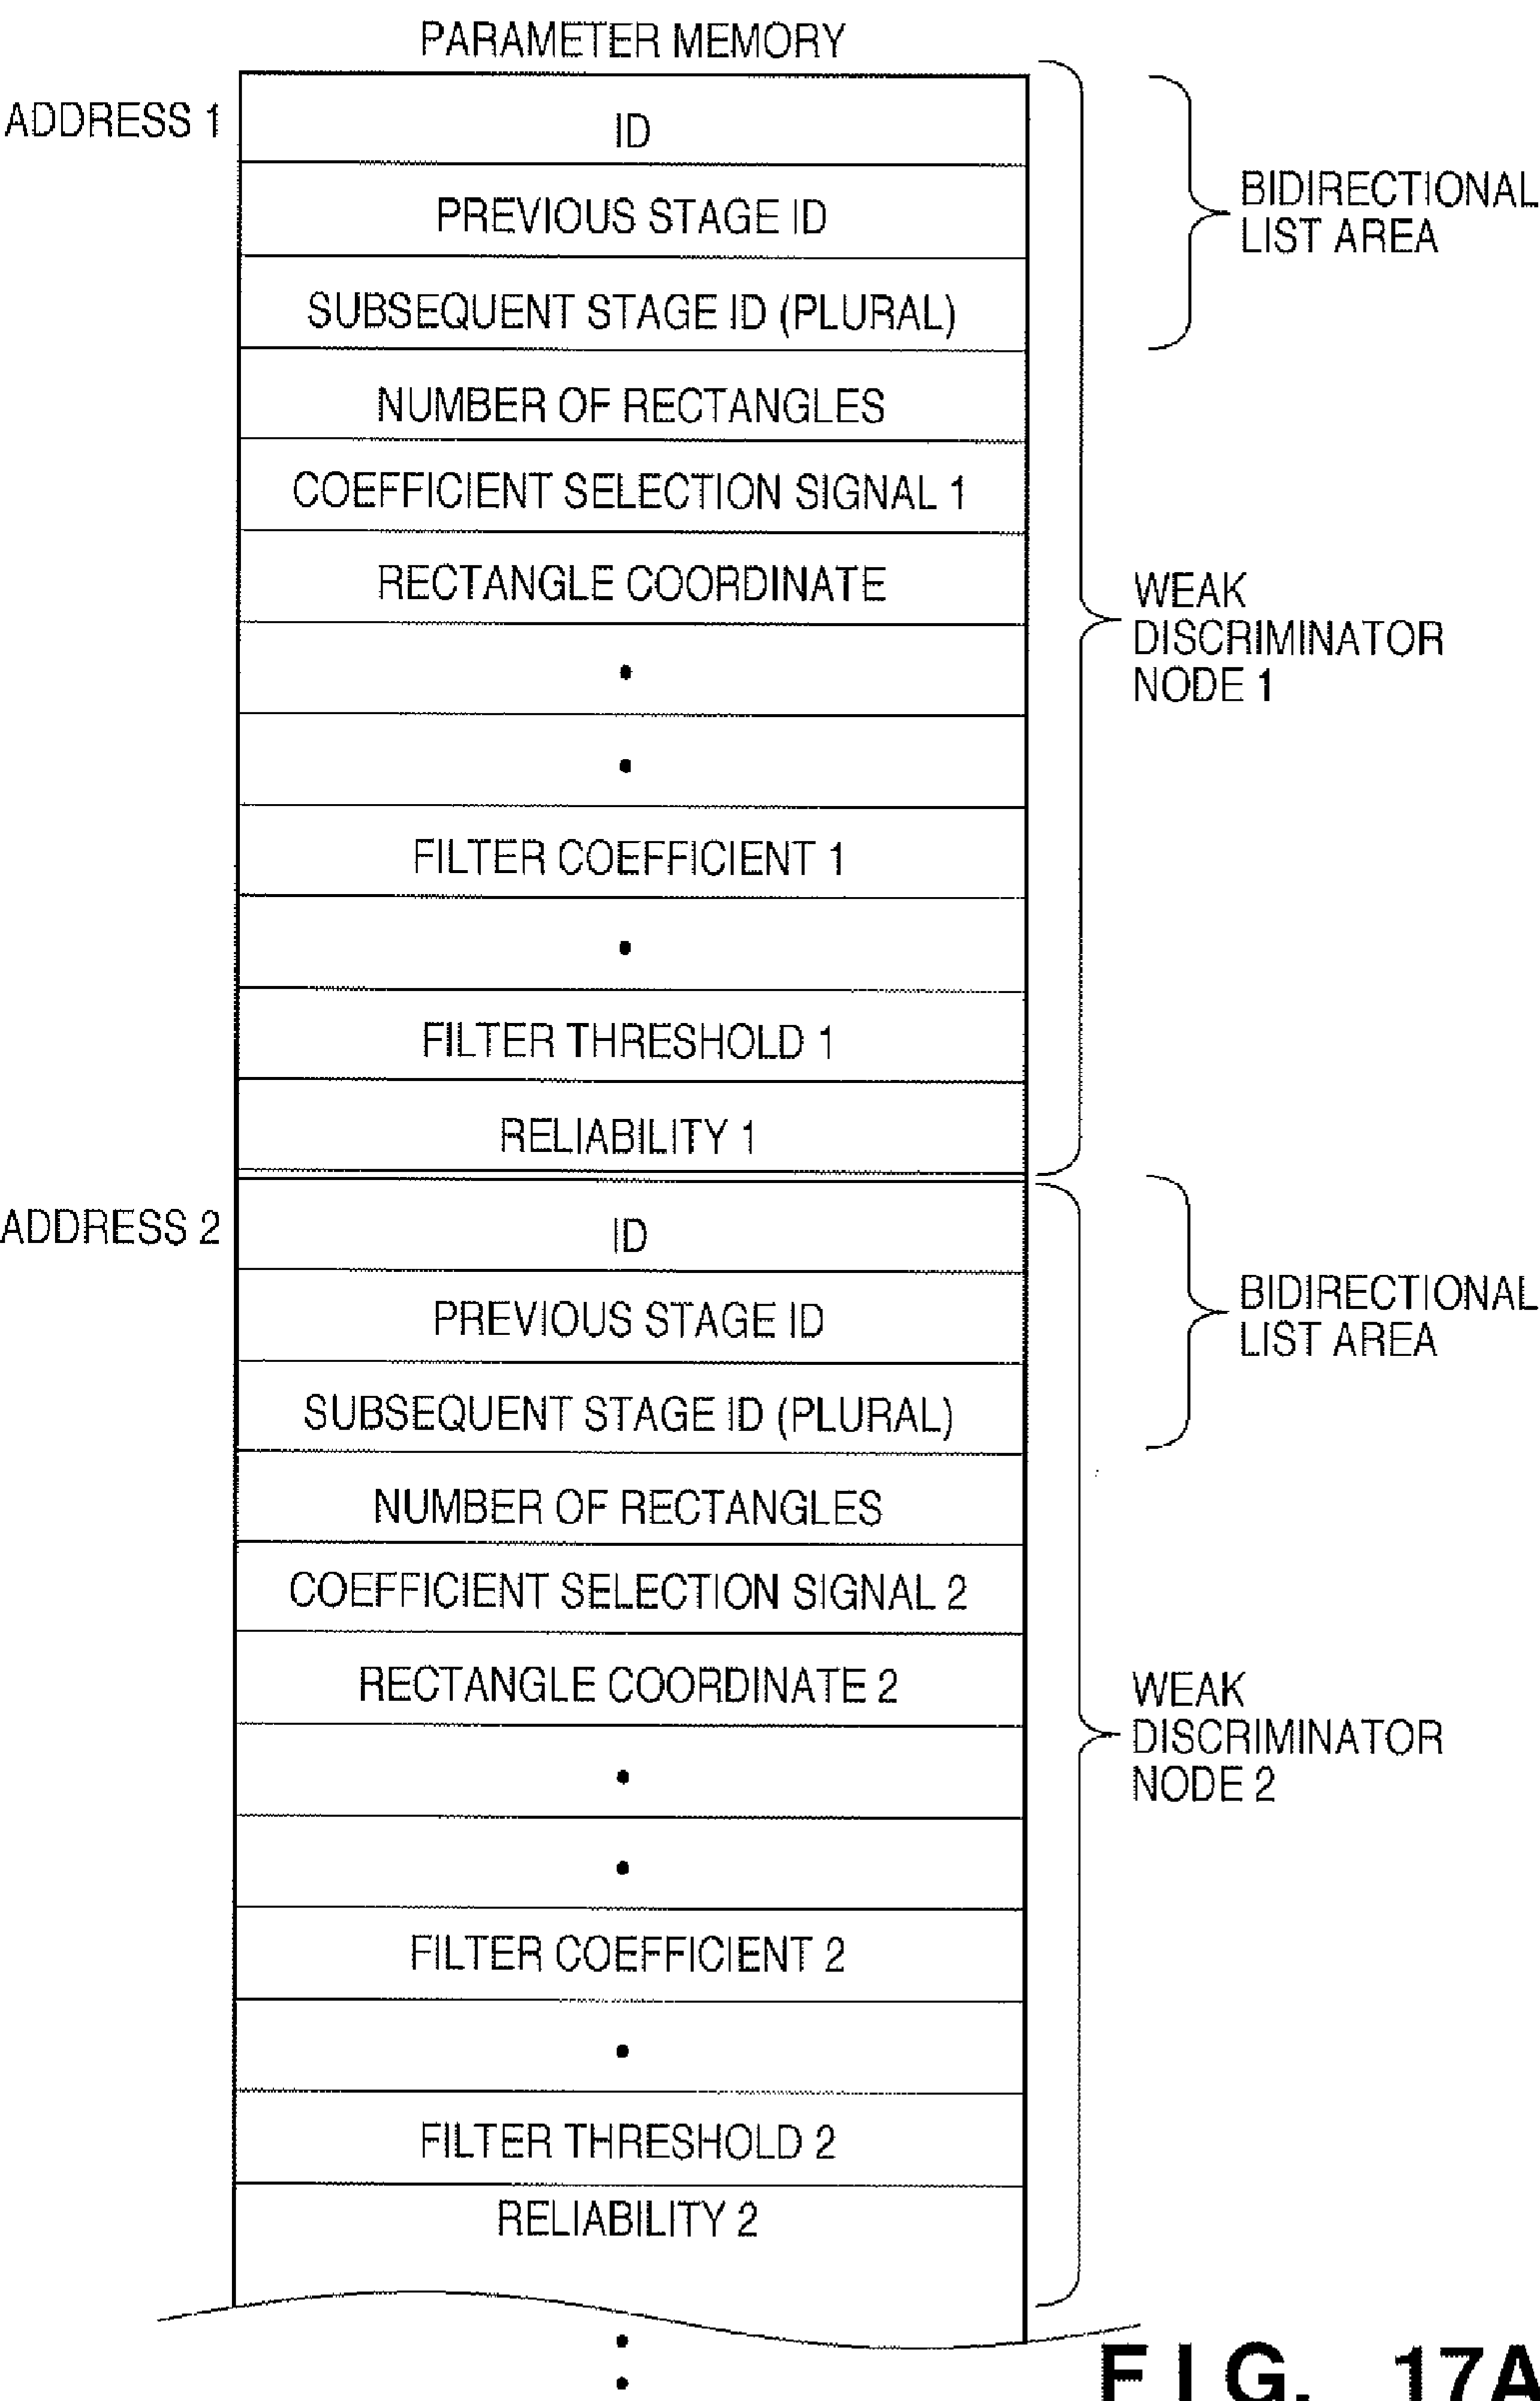 PARAMETER MEMORY
ADDRESS 1
ID
PREVIOUS STAGE ID
SUBSEQUENT STAGE ID (PLURAL)
BIDIRECTIONAL
LIST AREA
NUMBER OF RECTANGLES
COEFFICIENT SELECTION SIGNAL 1
RECTANGLE COORDINATE
WEAK
DISCRIMINATOR
NODE 1
FILTER COEFFICIENT 1
FILTER THRESHOLD 1
RELIABILITY 1
ADDRESS 2
ID
PREVIOUS STAGE ID
SUBSEQUENT STAGE ID (PLURAL)
BIDIRECTIONAL
LIST AREA
NUMBER OF RECTANGLES
COEFFICIENT SELECTION SIGNAL 2
RECTANGLE COORDINATE 2
WEAK
DISCRIMINATOR
NODE 2
FILTER COEFFICIENT 2
FILTER THRESHOLD 2
RELIABILITY 2
FIG. 17A